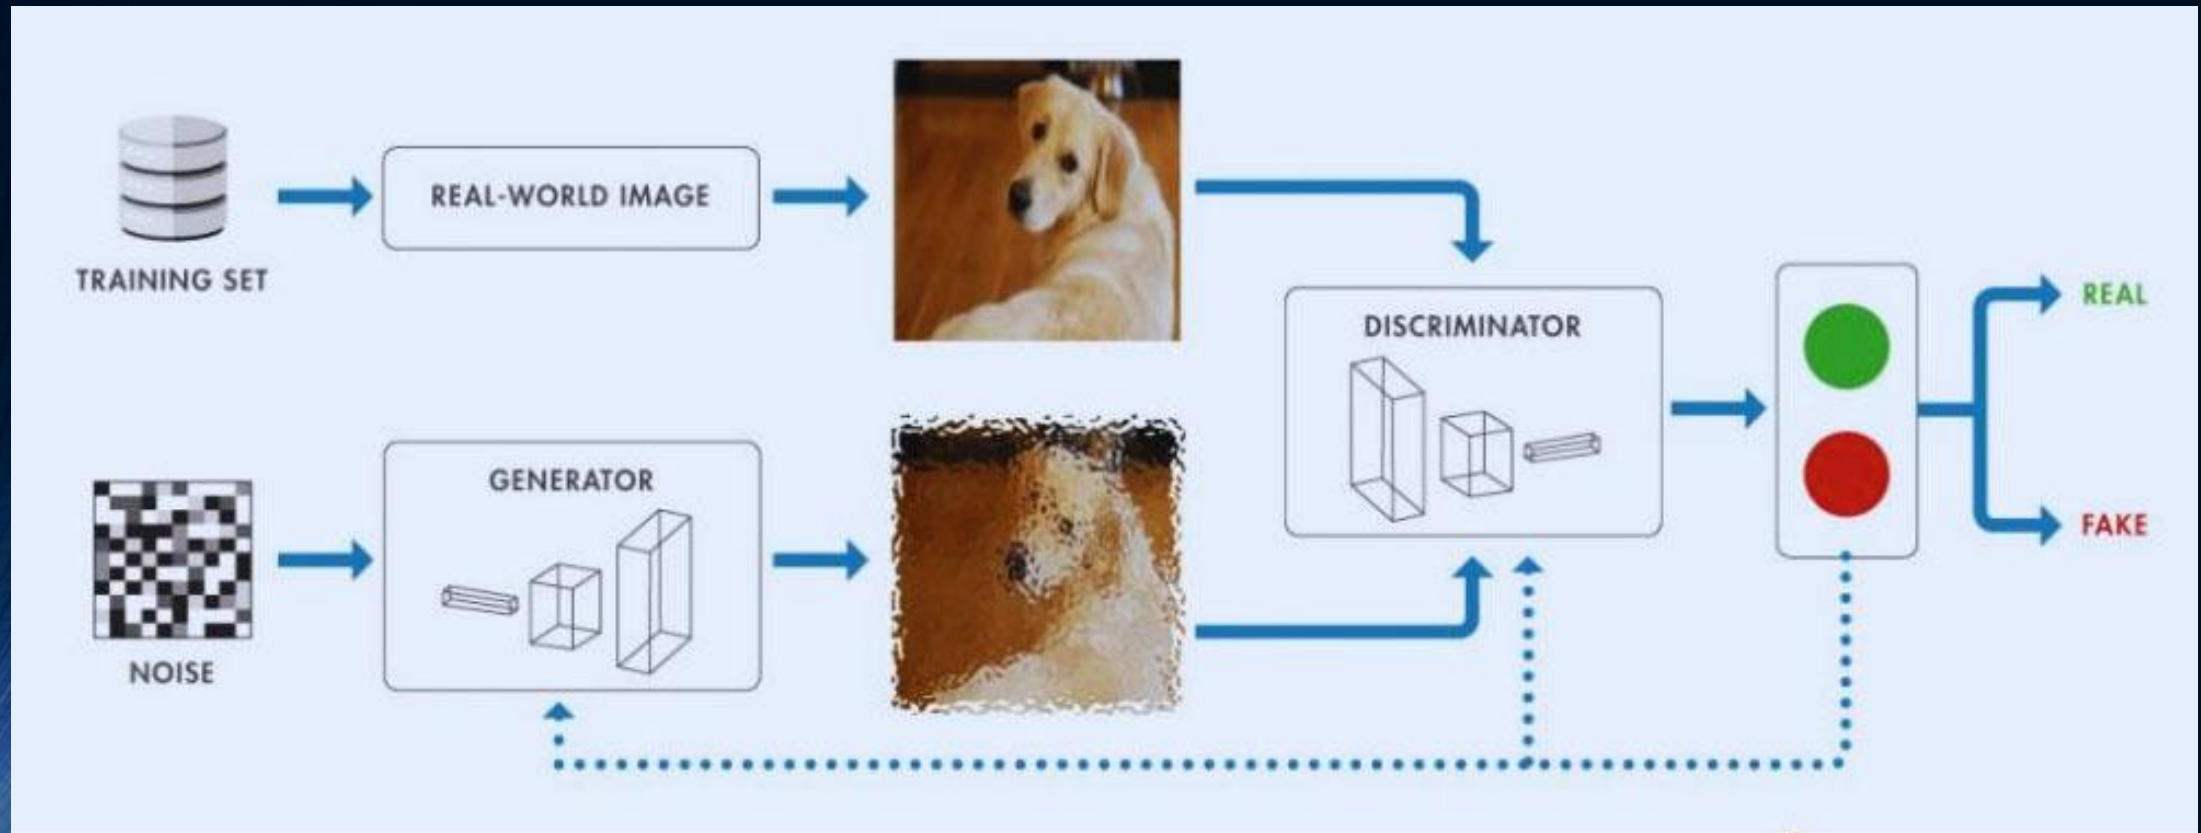 TRAINING SET
REAL-WORLD IMAGE
DISCRIMINATOR
REAL
FAKE
GENERATOR
NOISE